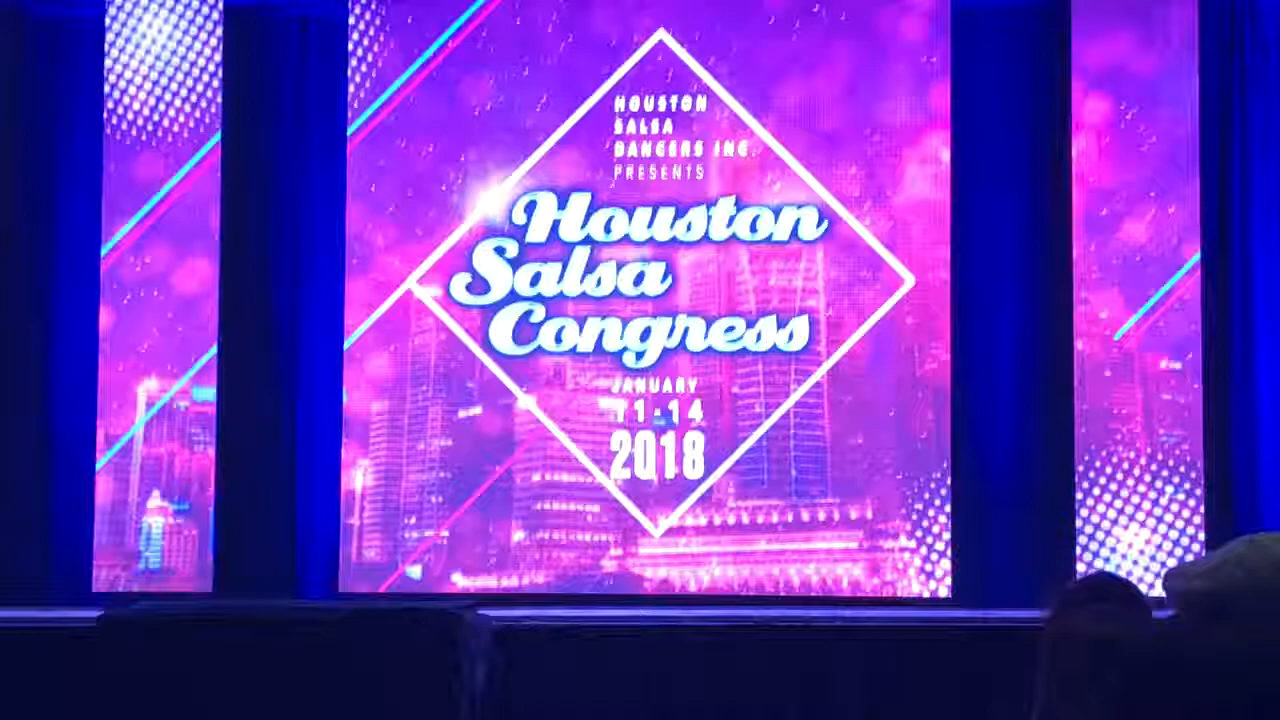 HOUSTON
SALSA
DANCERS INC.
PRESENTS
Houston
Salsa
Congress
JANUARY
11-14
2018